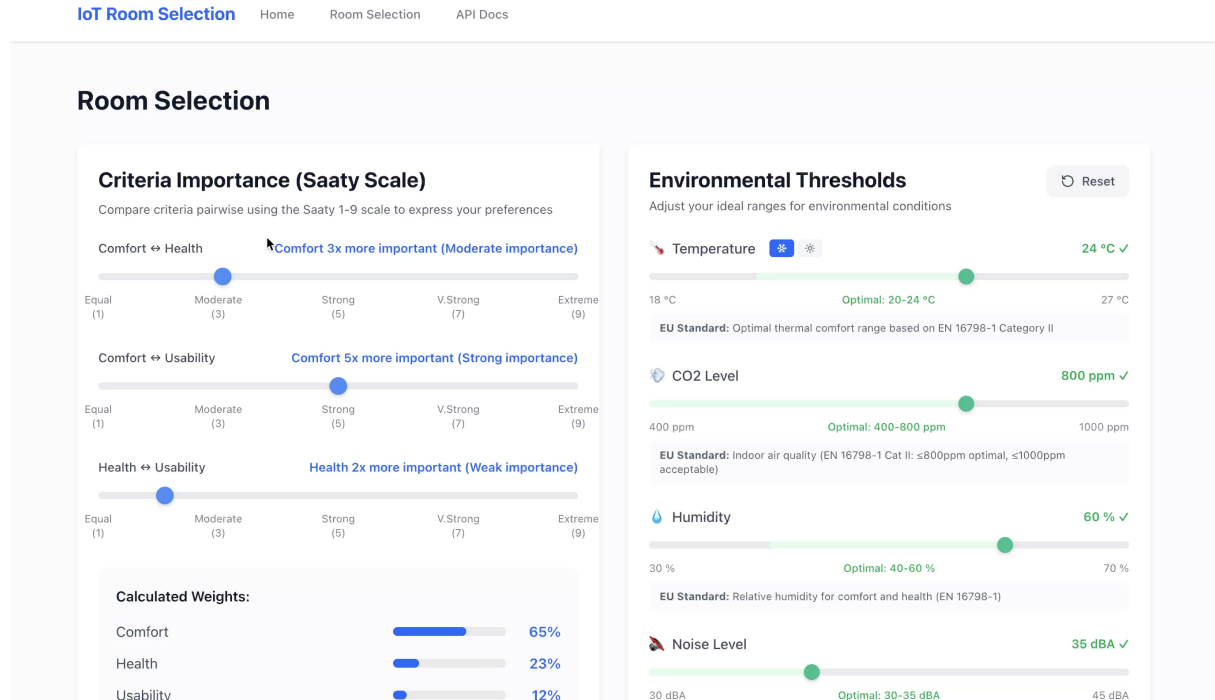 IoT Room Selection
Home
Room Selection
API Docs
Room Selection
Criteria Importance (Saaty Scale)
Compare criteria pairwise using the Saaty 1-9 scale to express your preferences
Comfort ↔ Health
Comfort 3x more important (Moderate importance)
Equal
(1)
Moderate
(3)
Strong
(5)
V.Strong
(7)
Extreme
(9)
Comfort ↔ Usability
Comfort 5x more important (Strong importance)
Equal
(1)
Moderate
(3)
Strong
(5)
V.Strong
(7)
Extreme
(9)
Health ↔ Usability
Health 2x more important (Weak importance)
Equal
(1)
Moderate
(3)
Strong
(5)
V.Strong
(7)
Extreme
(9)
Calculated Weights:
Comfort
65%
Health
23%
Usability
12%
Environmental Thresholds
Reset
Adjust your ideal ranges for environmental conditions
Temperature
24 °C ✓
18 °C
Optimal: 20-24 °C
27 °C
EU Standard: Optimal thermal comfort range based on EN 16798-1 Category II
CO2 Level
800 ppm ✓
400 ppm
Optimal: 400-800 ppm
1000 ppm
EU Standard: Indoor air quality (EN 16798-1 Cat II: ≤800ppm optimal, ≤1000ppm
acceptable)
Humidity
60 % ✓
30 %
Optimal: 40-60 %
70 %
EU Standard: Relative humidity for comfort and health (EN 16798-1)
Noise Level
35 dBA ✓
30 dBA
Optimal: 30-35 dBA
45 dBA